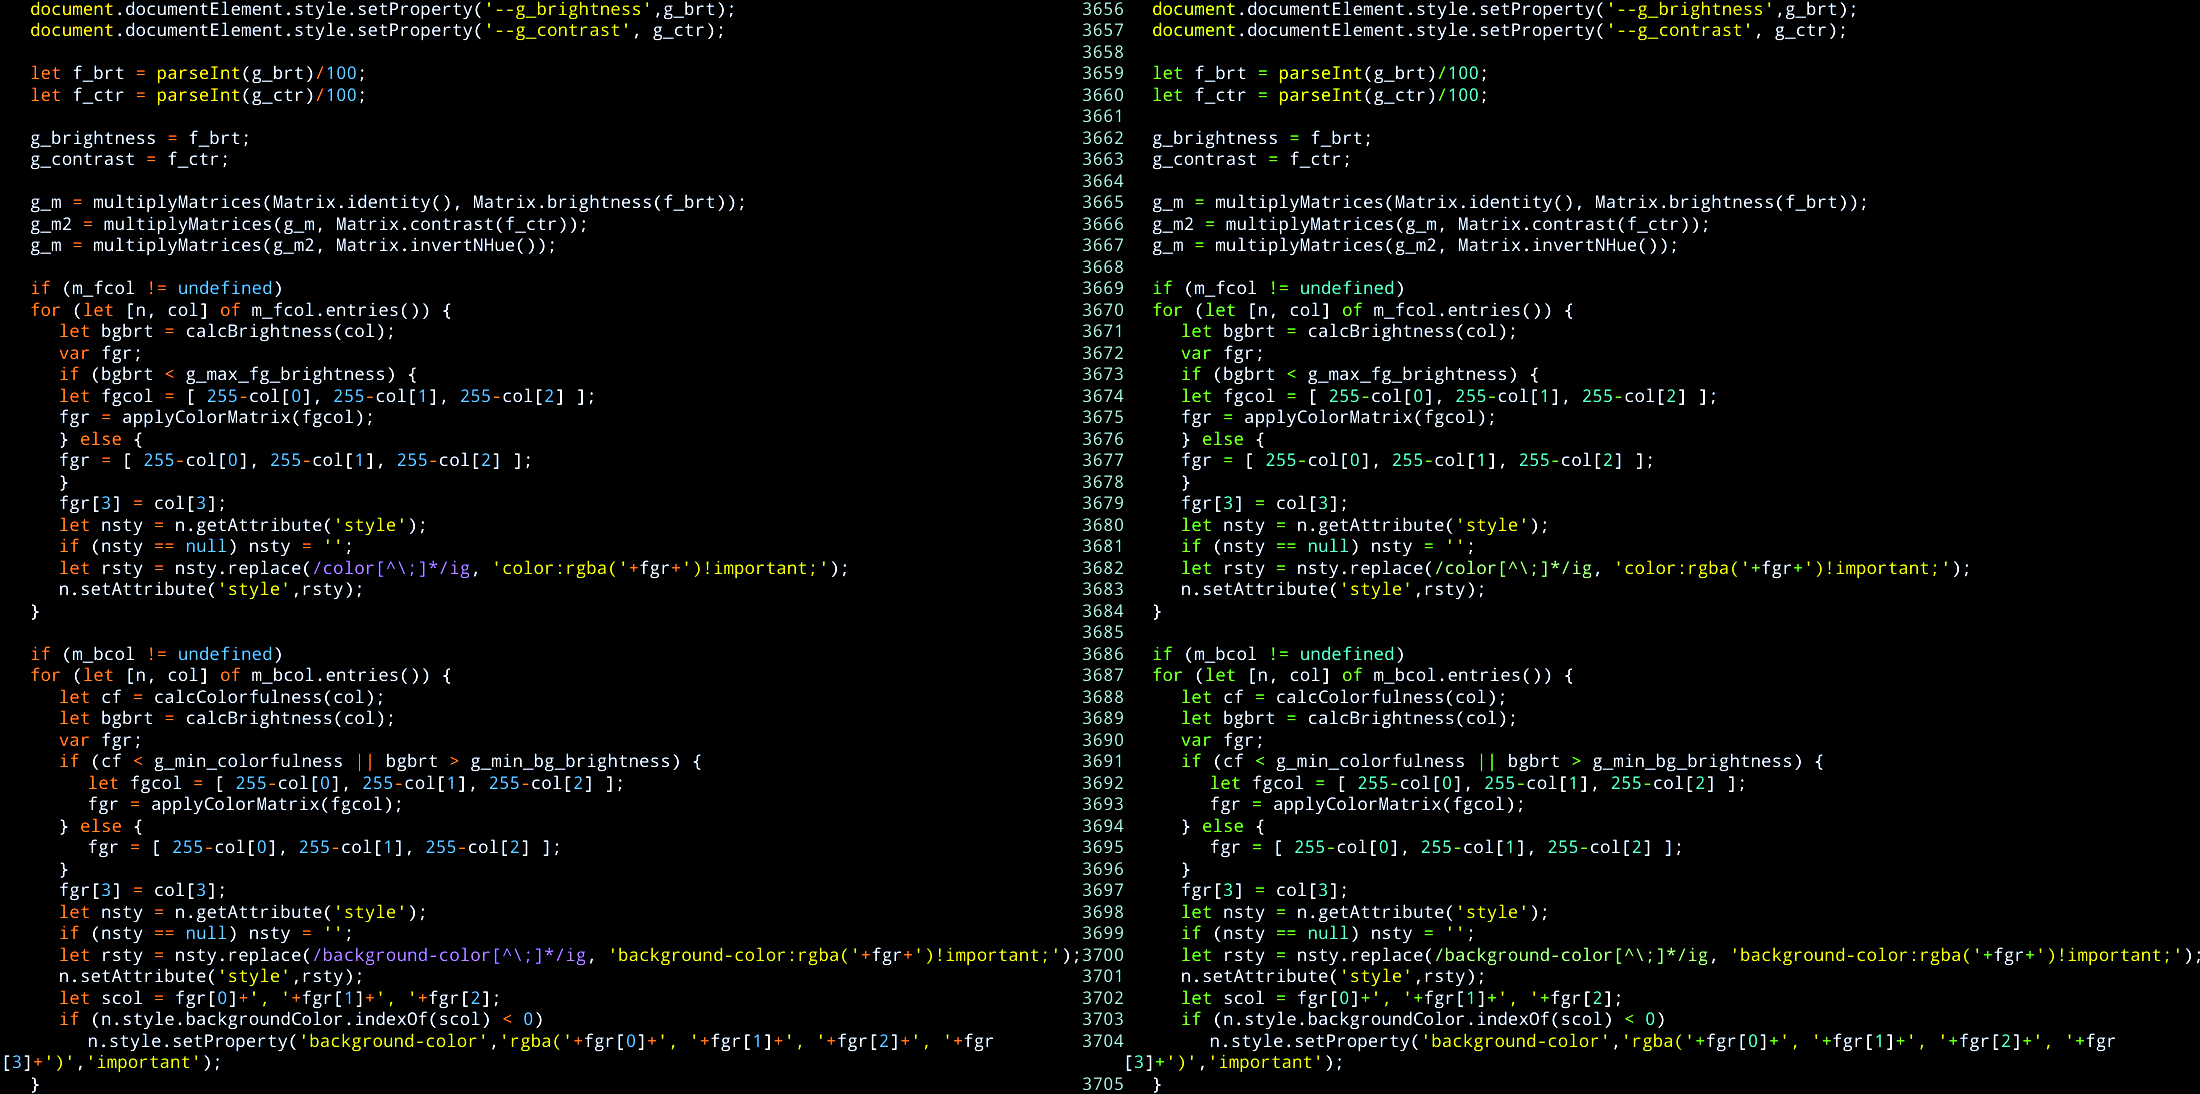 document.documentElement.style.setProperty('--g_brightness',g_brt);
document.documentElement.style.setProperty('--g_contrast', g_ctr);
let f_brt = parseInt(g_brt)/100;
let f_ctr = parseInt(g_ctr)/100;
g_brightness = f_brt;
g_contrast = f_ctr;
g_m = multiplyMatrices(Matrix.identity(), Matrix.brightness(f_brt));
g_m2 = multiplyMatrices(g_m, Matrix.contrast(f_ctr));
g_m = multiplyMatrices(g_m2, Matrix.invertNHue());
if (m_fcol != undefined)
for (let [n, col] of m_fcol.entries()) {
let bgbrt = calcBrightness(col);
var fgr;
if (bgbrt < g_max_fg_brightness) {
let fgcol = [ 255-col[0], 255-col[1], 255-col[2] ];
fgr = applyColorMatrix(fgcol);
} else {
fgr = [ 255-col[0], 255-col[1], 255-col[2] ];
}
fgr[3] = col[3];
let nsty = n.getAttribute('style');
if (nsty == null) nsty = '';
let rsty = nsty.replace(/color[^\;]*/ig, 'color:rgba('+fgr+')!important;');
n.setAttribute('style',rsty);
}
if (m_bcol != undefined)
for (let [n, col] of m_bcol.entries()) {
let cf = calcColorfulness(col);
let bgbrt = calcBrightness(col);
var fgr;
if (cf < g_min_colorfulness || bgbrt > g_min_bg_brightness) {
let fgcol = [ 255-col[0], 255-col[1], 255-col[2] ];
fgr = applyColorMatrix(fgcol);
} else {
fgr = [ 255-col[0], 255-col[1], 255-col[2] ];
}
fgr[3] = col[3];
let nsty = n.getAttribute('style');
if (nsty == null) nsty = '';
let rsty = nsty.replace(/background-color[^\;]*/ig, 'background-color:rgba('+fgr+')!important;');
n.setAttribute('style',rsty);
let scol = fgr[0]+', '+fgr[1]+', '+fgr[2];
if (n.style.backgroundColor.indexOf(scol) < 0)
n.style.setProperty('background-color','rgba('+fgr[0]+', '+fgr[1]+', '+fgr[2]+', '+fgr
[3]+')','important');
}
3656 document.documentElement.style.setProperty('--g_brightness',g_brt);
3657 document.documentElement.style.setProperty('--g_contrast', g_ctr);
3658
3659 let f_brt = parseInt(g_brt)/100;
3660 let f_ctr = parseInt(g_ctr)/100;
3661
3662 g_brightness = f_brt;
3663 g_contrast = f_ctr;
3664
3665 g_m = multiplyMatrices(Matrix.identity(), Matrix.brightness(f_brt));
3666 g_m2 = multiplyMatrices(g_m, Matrix.contrast(f_ctr));
3667 g_m = multiplyMatrices(g_m2, Matrix.invertNHue());
3668
3669 if (m_fcol != undefined)
3670 for (let [n, col] of m_fcol.entries()) {
3671 let bgbrt = calcBrightness(col);
3672 var fgr;
3673 if (bgbrt < g_max_fg_brightness) {
3674 let fgcol = [ 255-col[0], 255-col[1], 255-col[2] ];
3675 fgr = applyColorMatrix(fgcol);
3676 } else {
3677 fgr = [ 255-col[0], 255-col[1], 255-col[2] ];
3678 }
3679 fgr[3] = col[3];
3680 let nsty = n.getAttribute('style');
3681 if (nsty == null) nsty = '';
3682 let rsty = nsty.replace(/color[^\;]*/ig, 'color:rgba('+fgr+')!important;');
3683 n.setAttribute('style',rsty);
3684 }
3685
3686 if (m_bcol != undefined)
3687 for (let [n, col] of m_bcol.entries()) {
3688 let cf = calcColorfulness(col);
3689 let bgbrt = calcBrightness(col);
3690 var fgr;
3691 if (cf < g_min_colorfulness || bgbrt > g_min_bg_brightness) {
3692 let fgcol = [ 255-col[0], 255-col[1], 255-col[2] ];
3693 fgr = applyColorMatrix(fgcol);
3694 } else {
3695 fgr = [ 255-col[0], 255-col[1], 255-col[2] ];
3696 }
3697 fgr[3] = col[3];
3698 let nsty = n.getAttribute('style');
3699 if (nsty == null) nsty = '';
3700 let rsty = nsty.replace(/background-color[^\;]*/ig, 'background-color:rgba('+fgr+')!important;');
3701 n.setAttribute('style',rsty);
3702 let scol = fgr[0]+', '+fgr[1]+', '+fgr[2];
3703 if (n.style.backgroundColor.indexOf(scol) < 0)
3704 n.style.setProperty('background-color','rgba('+fgr[0]+', '+fgr[1]+', '+fgr[2]+', '+fgr
[3]+')','important');
3705 }